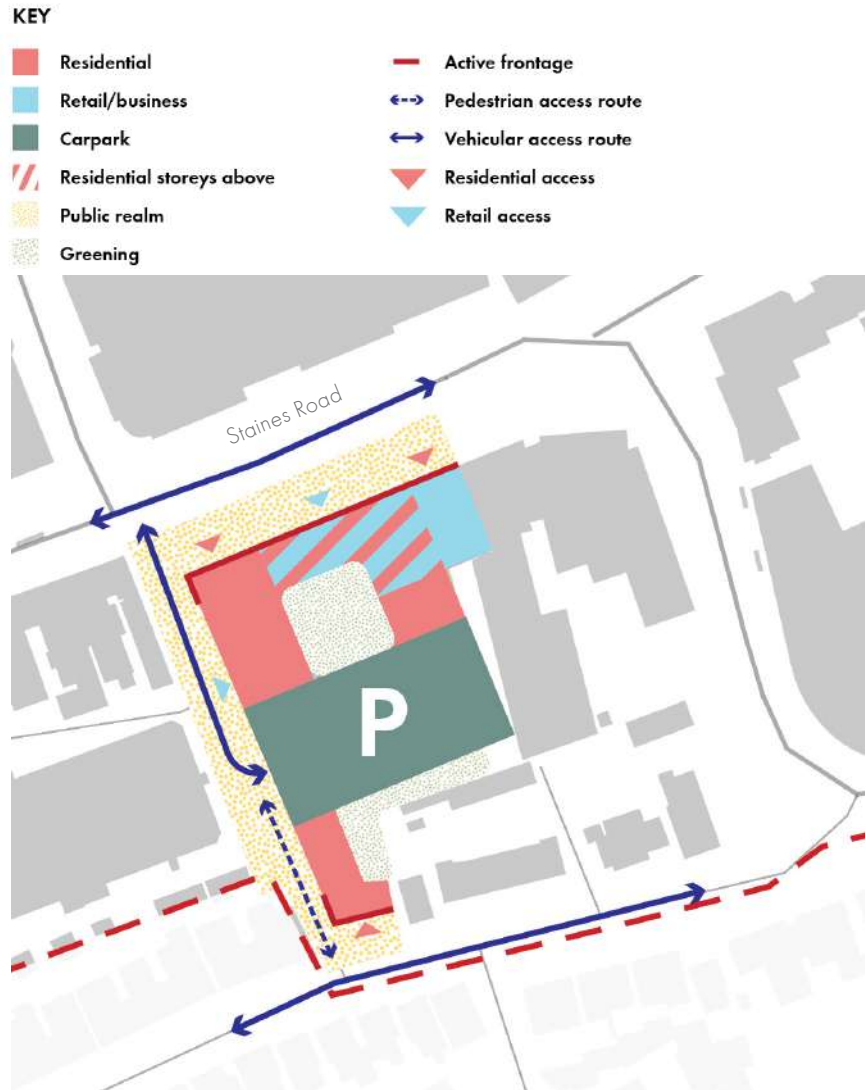 KEY
Residential
Retail/business
Carpark
Residential storeys above
Public realm
Greening
Active frontage
Pedestrian access route
Vehicular access route
Residential access
Retail access
Staines Road
P